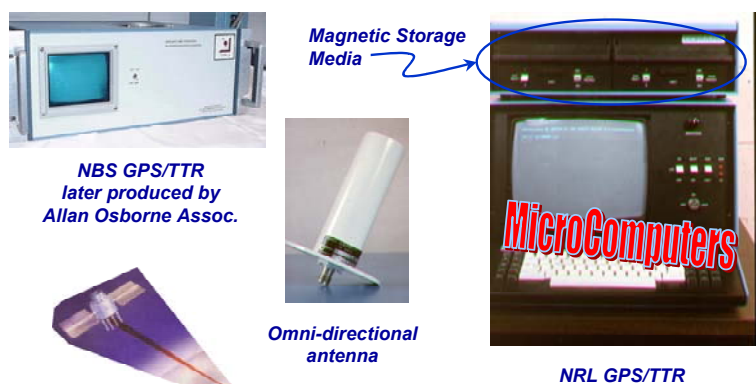 Magnetic Storage
Media
NBS GPS/TTR
later produced by
Allan Osborne Assoc.
MicroComputers
Omni-directional
antenna
NRL GPS/TTR